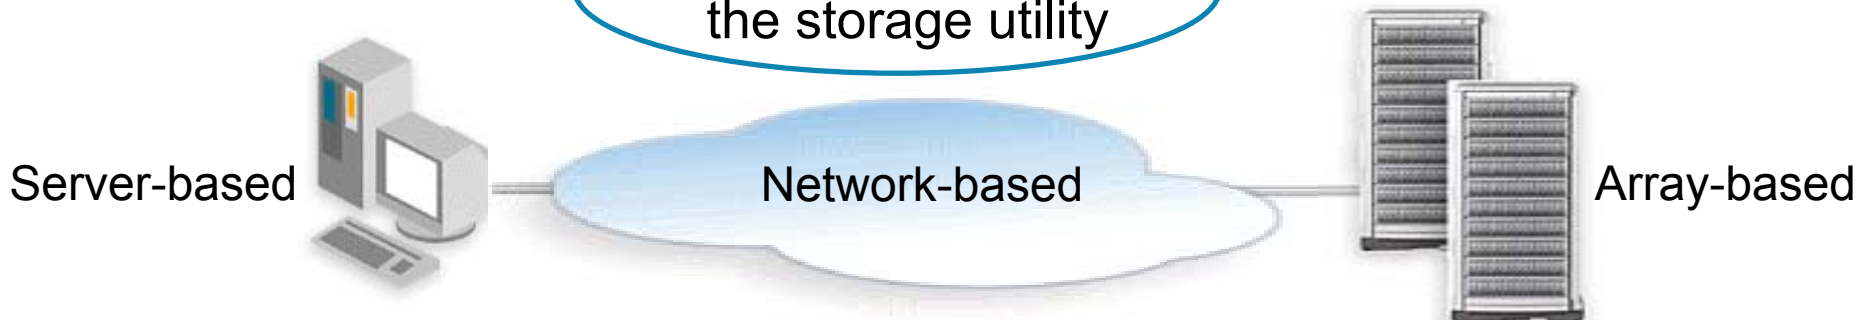 the storage utility
Server-based
Network-based
Array-based